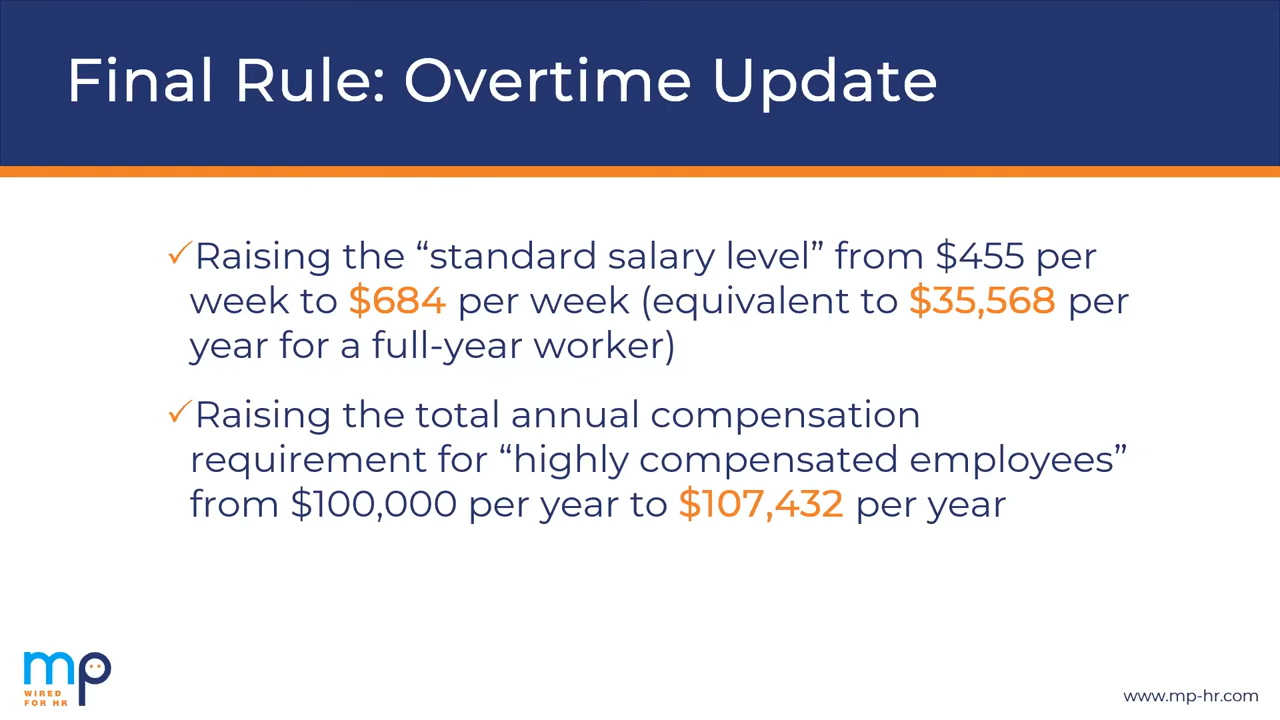 Final Rule: Overtime Update
✓Raising the “standard salary level” from $455 per
week to $684 per week (equivalent to $35,568 per
year for a full-year worker)
✓Raising the total annual compensation
requirement for “highly compensated employees”
from $100,000 per year to $107,432 per year
mp
WIRED
FOR HR
www.mp-hr.com